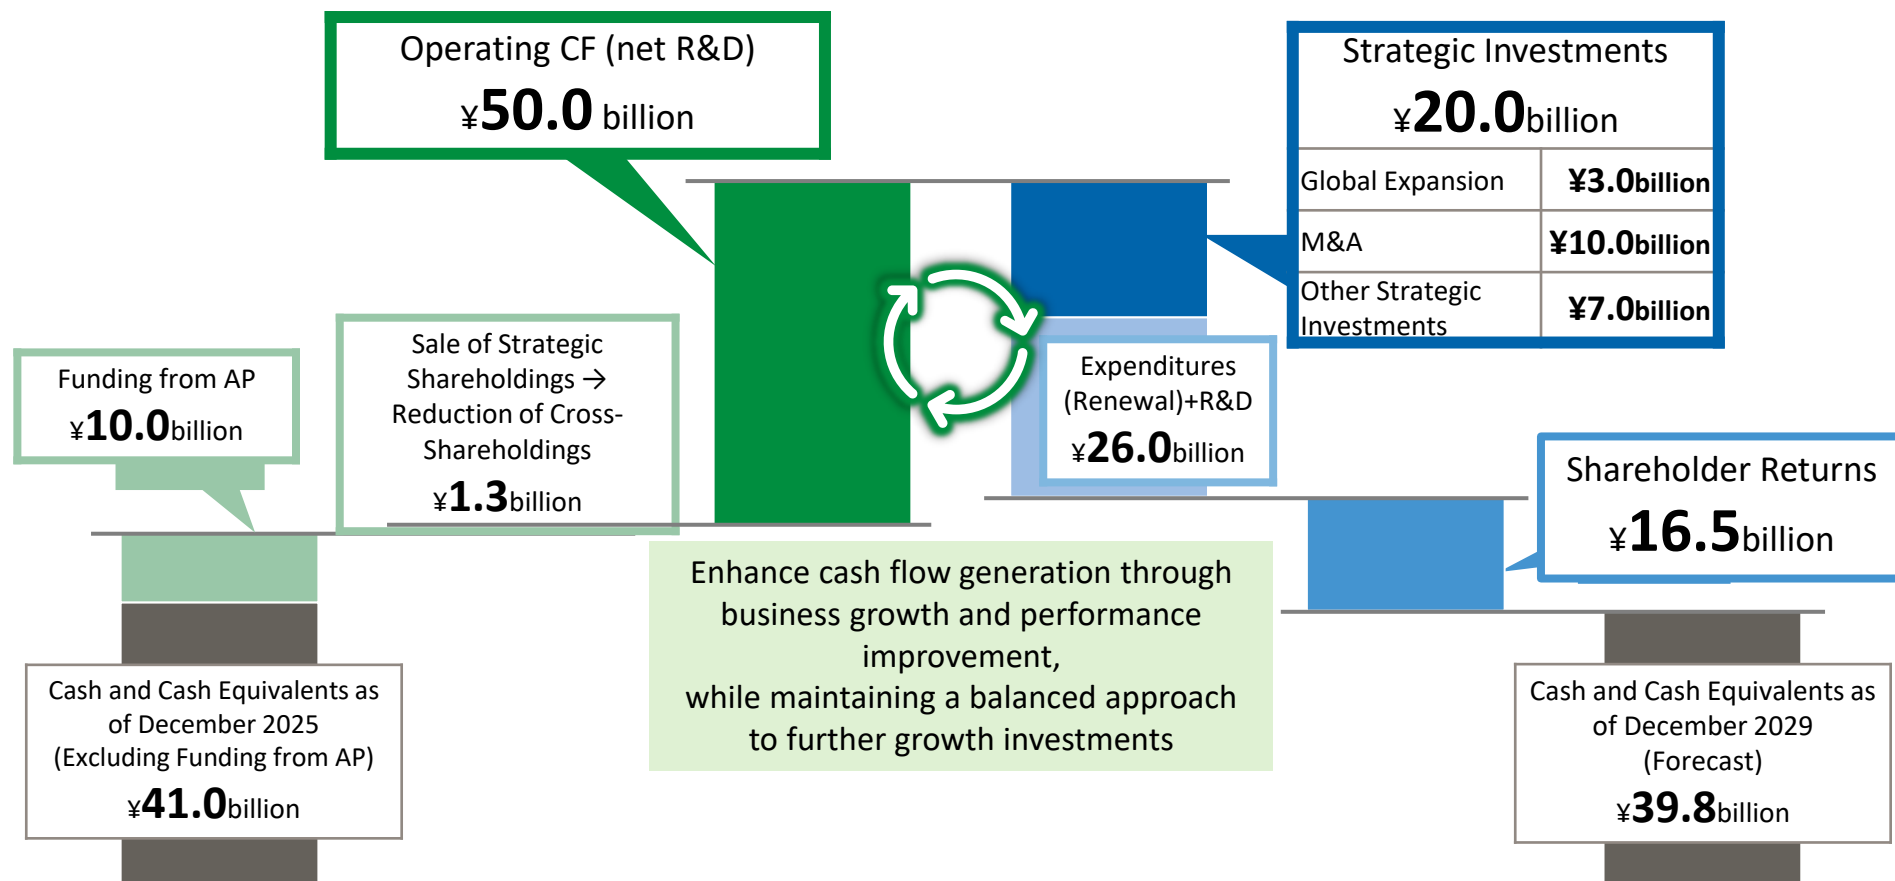 Operating CF (net R&D)
¥50.0 billion
Strategic Investments
¥20.0billion
Global Expansion ¥3.0billion
M&A ¥10.0billion
Other Strategic
Investments
¥7.0billion
Funding from AP
¥10.0billion
Sale of Strategic
Shareholdings →
Reduction of Cross-
Shareholdings
¥1.3billion
Expenditures
(Renewal)+R&D
¥26.0billion
Shareholder Returns
¥16.5billion
Enhance cash flow generation through
business growth and performance
improvement,
while maintaining a balanced approach
to further growth investments
Cash and Cash Equivalents as
of December 2025
(Excluding Funding from AP)
¥41.0billion
Cash and Cash Equivalents as
of December 2029
(Forecast)
¥39.8billion